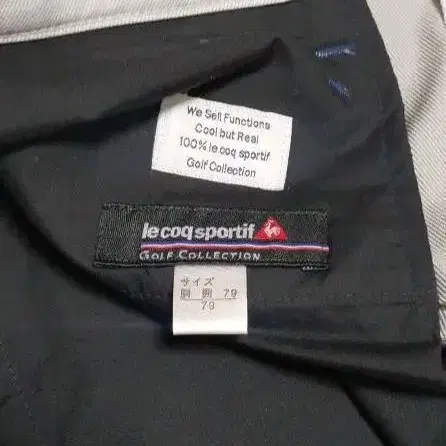 We Sell Functions
Cool but Real
100% le coq sportif
Golf Collection
le coq sportif
GOLF COLLECTION
サイズ
胴囲 79
79